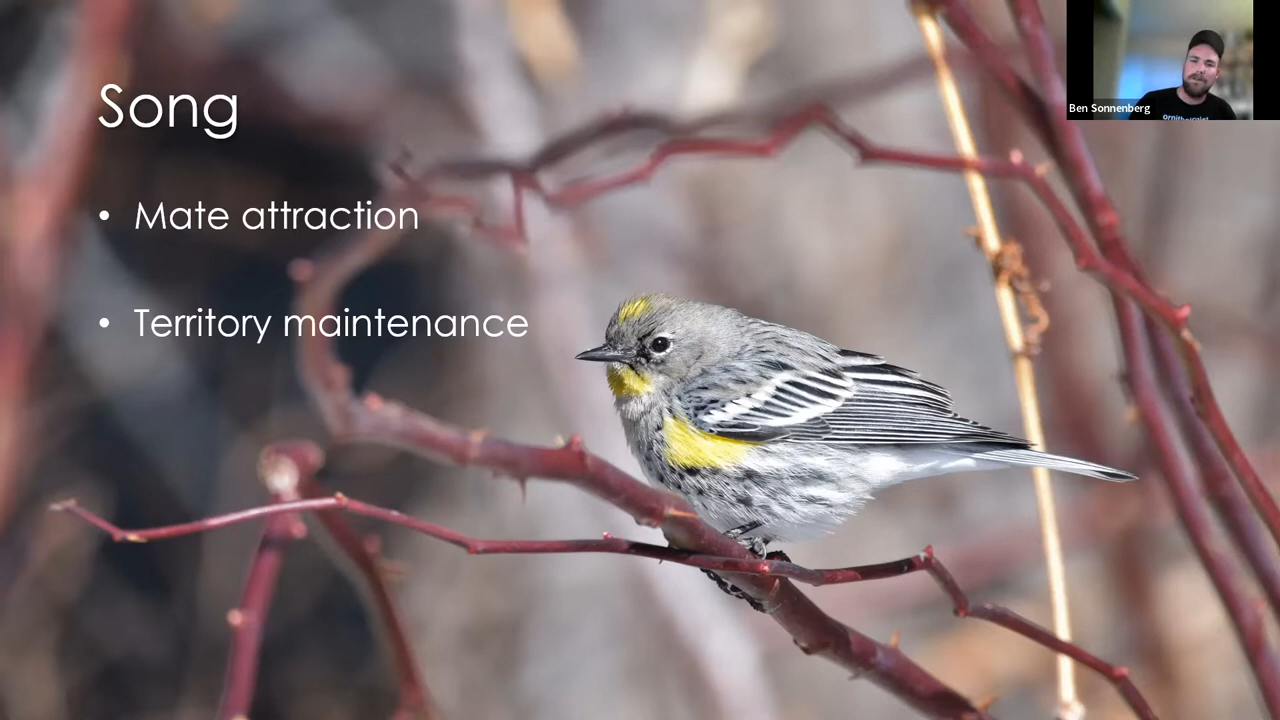 Song
• Mate attraction
• Territory maintenance
Ben Sonnenberg